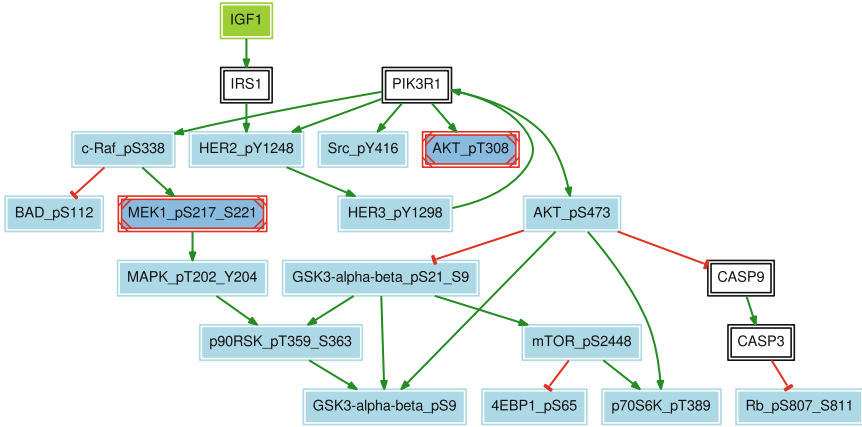 IGF1
IRS1
PIK3R1
c-Raf_pS338
HER2_pY1248
Src_pY416
AKT_pT308
BAD_pS112
MEK1_pS217_S221
HER3_pY1298
AKT_pS473
MAPK_pT202_Y204
GSK3-alpha-beta_pS21_S9
CASP9
p90RSK_pT359_S363
mTOR_pS2448
CASP3
GSK3-alpha-beta_pS9
4EBP1_pS65
p70S6K_pT389
Rb_pS807_S811